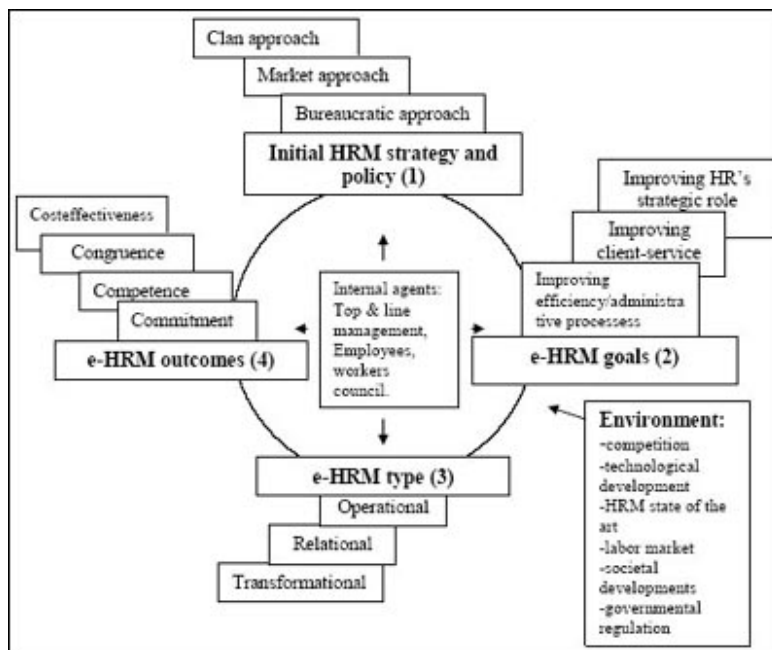 Clan approach
Market approach
Bureaucratic approach
Initial HRM strategy and
policy (1)
Improving HR's
strategic role
Improving
client-service
Improving
efficiency/administra
tive processess
e-HRM goals (2)
Costeffectiveness
Congruence
Competence
Commitment
e-HRM outcomes (4)
Internal agents:
Top & line
management,
Employees,
workers
council.
e-HRM type (3)
Operational
Relational
Transformational
Environment:
-competition
-technological
development
-HRM state of the
art
-labor market
-societal
developments
-governmental
regulation